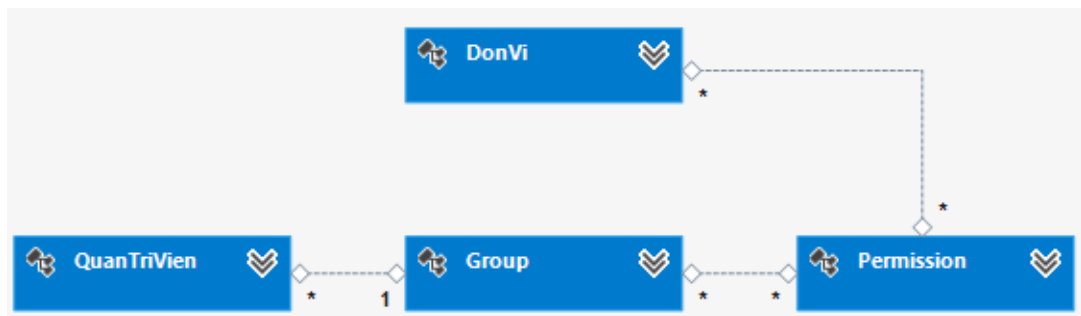 DonVi
*
*
QuanTriVien
Group
Permission
* 1
* *